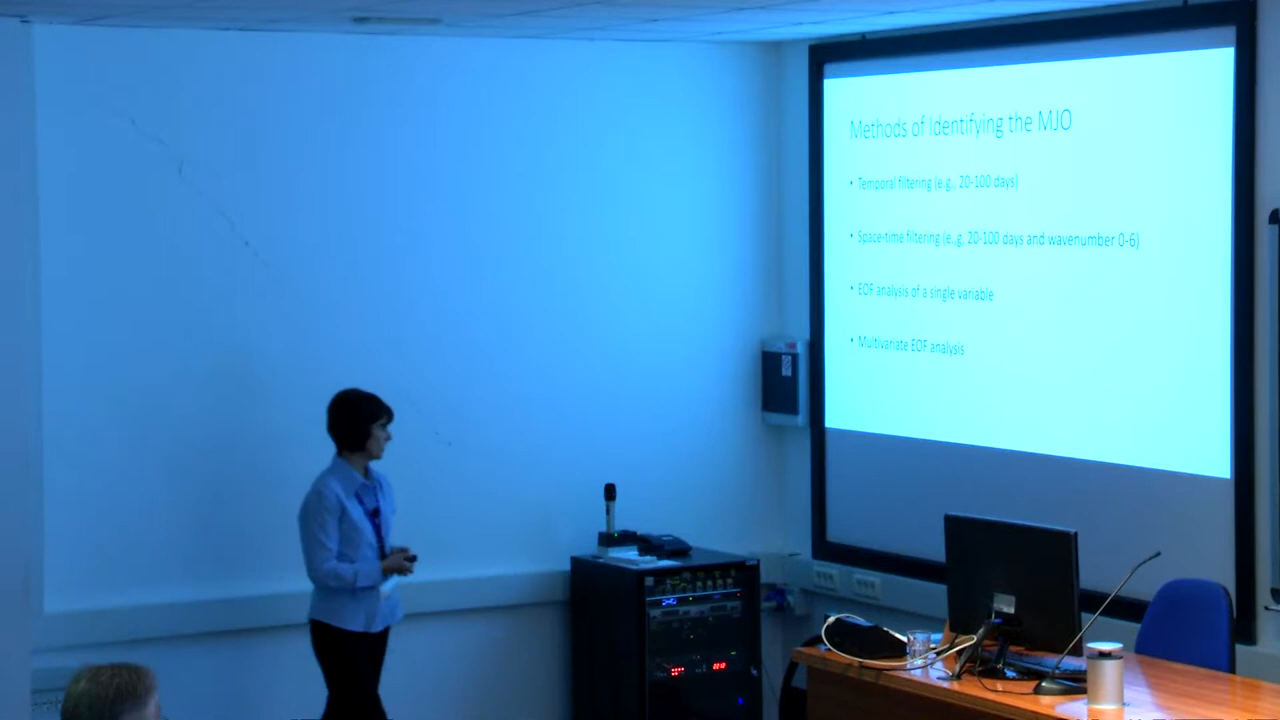 Methods of Identifying the MJO
• Temporal filtering (e.g., 20-100 days)
• Space-time filtering (e.,g. 20-100 days and wavenumber 0-6)
• EOF analysis of a single variable
• Multivariate EOF analysis